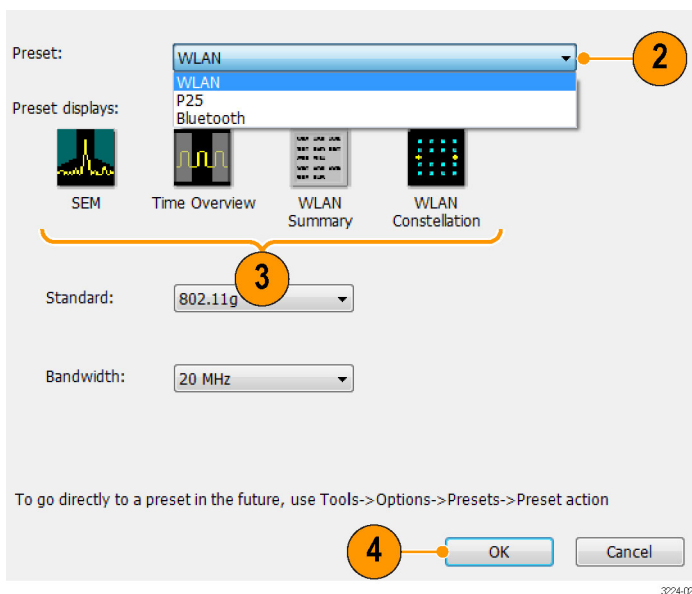 Preset:
WLAN
2
WLAN
P25
Bluetooth
Preset displays:
SEM
Time Overview
WLAN Summary
WLAN Constellation
3
Standard:
802.11g
Bandwidth:
20 MHz
To go directly to a preset in the future, use Tools->Options->Presets->Preset action
4
OK
Cancel
3224-02